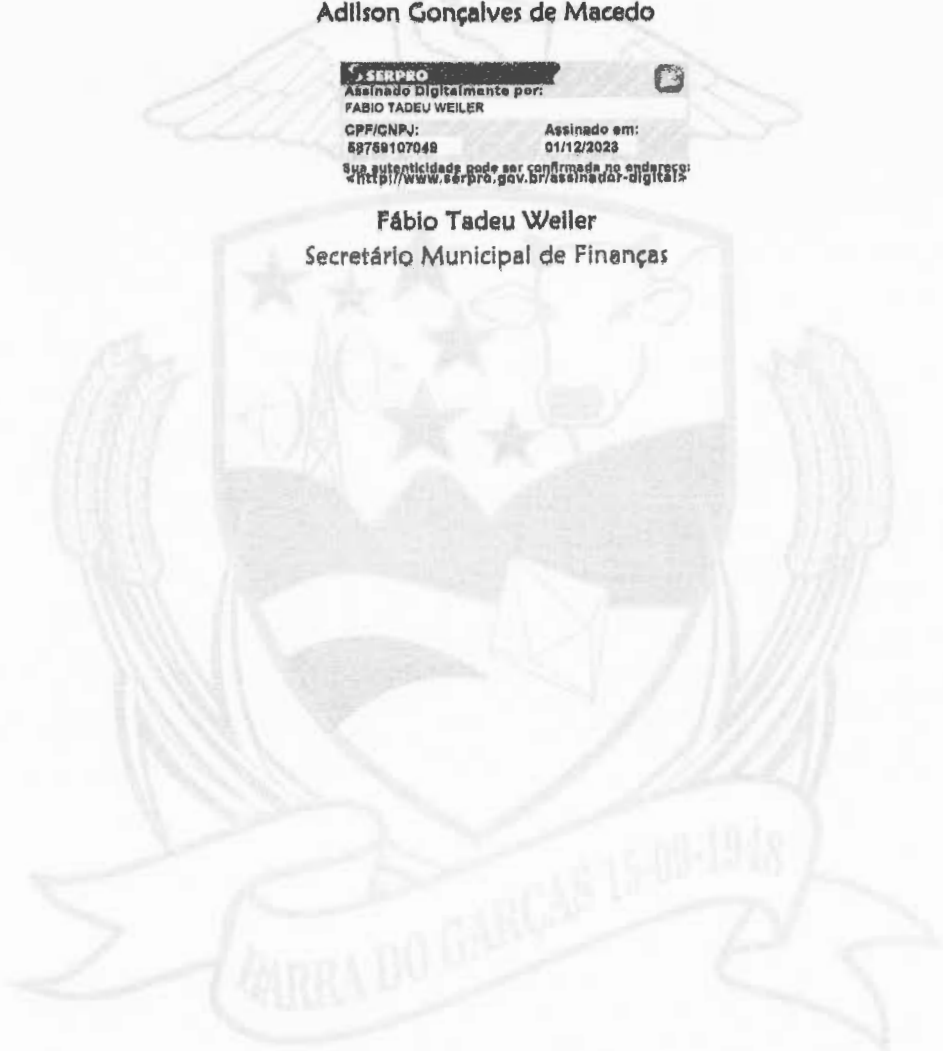 Adilson Gonçalves de Macedo
SERPRO
Assinado Digitalmente por:
FABIO TADEU WEILER
CPF/CNPJ: Assinado em:
58759107049 01/12/2023
Sua autenticidade pode ser confirmada no endereço:
<http://www.serpro.gov.br/assinador-digital>
Fábio Tadeu Weiler
Secretário Municipal de Finanças
BARRA DO GARÇAS 15-09-1948